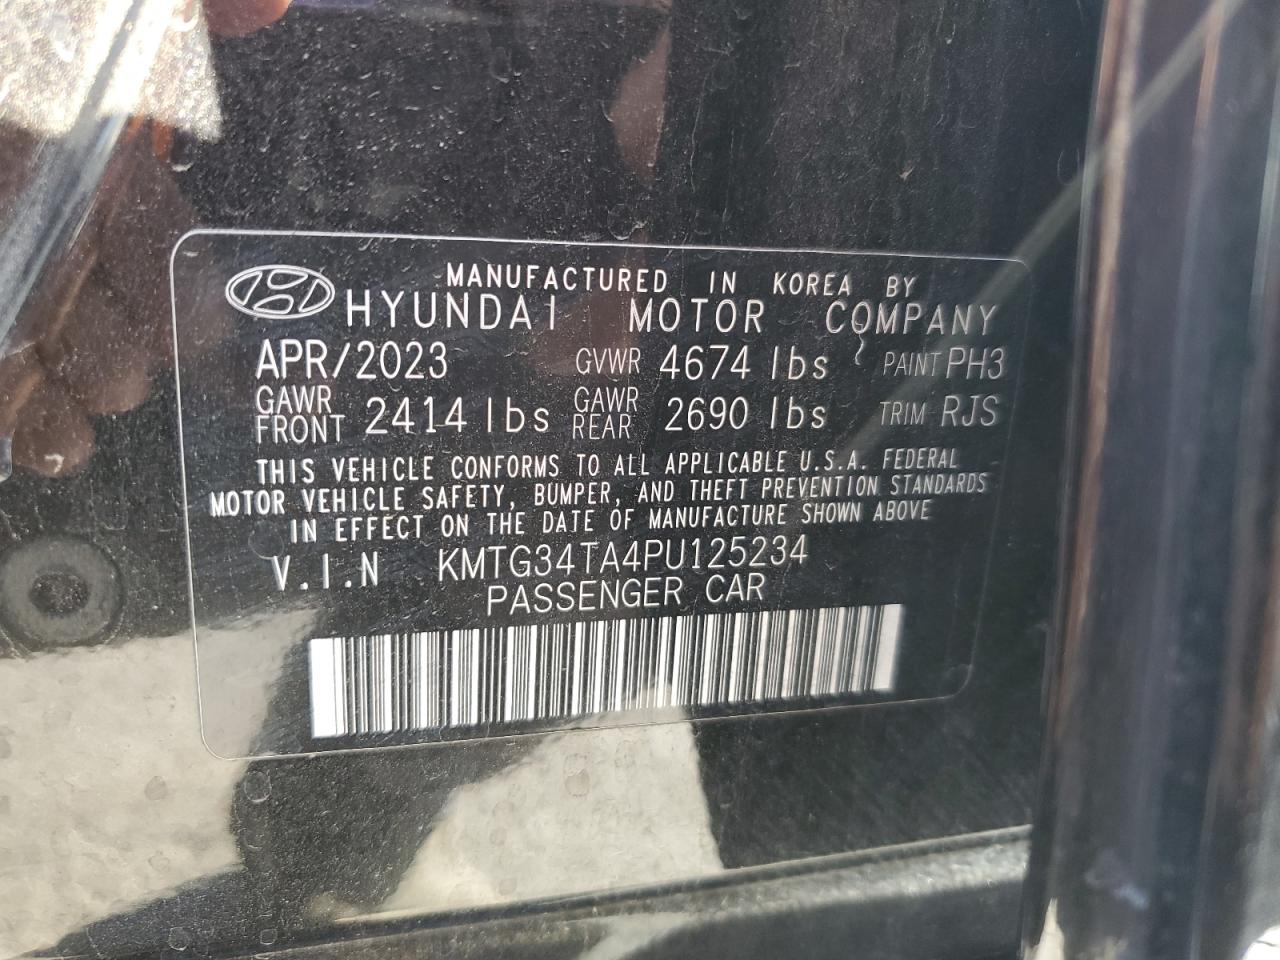 MANUFACTURED IN KOREA BY
HYUNDAI MOTOR COMPANY
APR/2023 GVWR 4674 lbs PAINT PH3
GAWR FRONT 2414 lbs GAWR REAR 2690 lbs TRIM RJS
THIS VEHICLE CONFORMS TO ALL APPLICABLE U.S.A. FEDERAL
MOTOR VEHICLE SAFETY, BUMPER, AND THEFT PREVENTION STANDARDS
IN EFFECT ON THE DATE OF MANUFACTURE SHOWN ABOVE
V.I.N KMTG34TA4PU125234
PASSENGER CAR